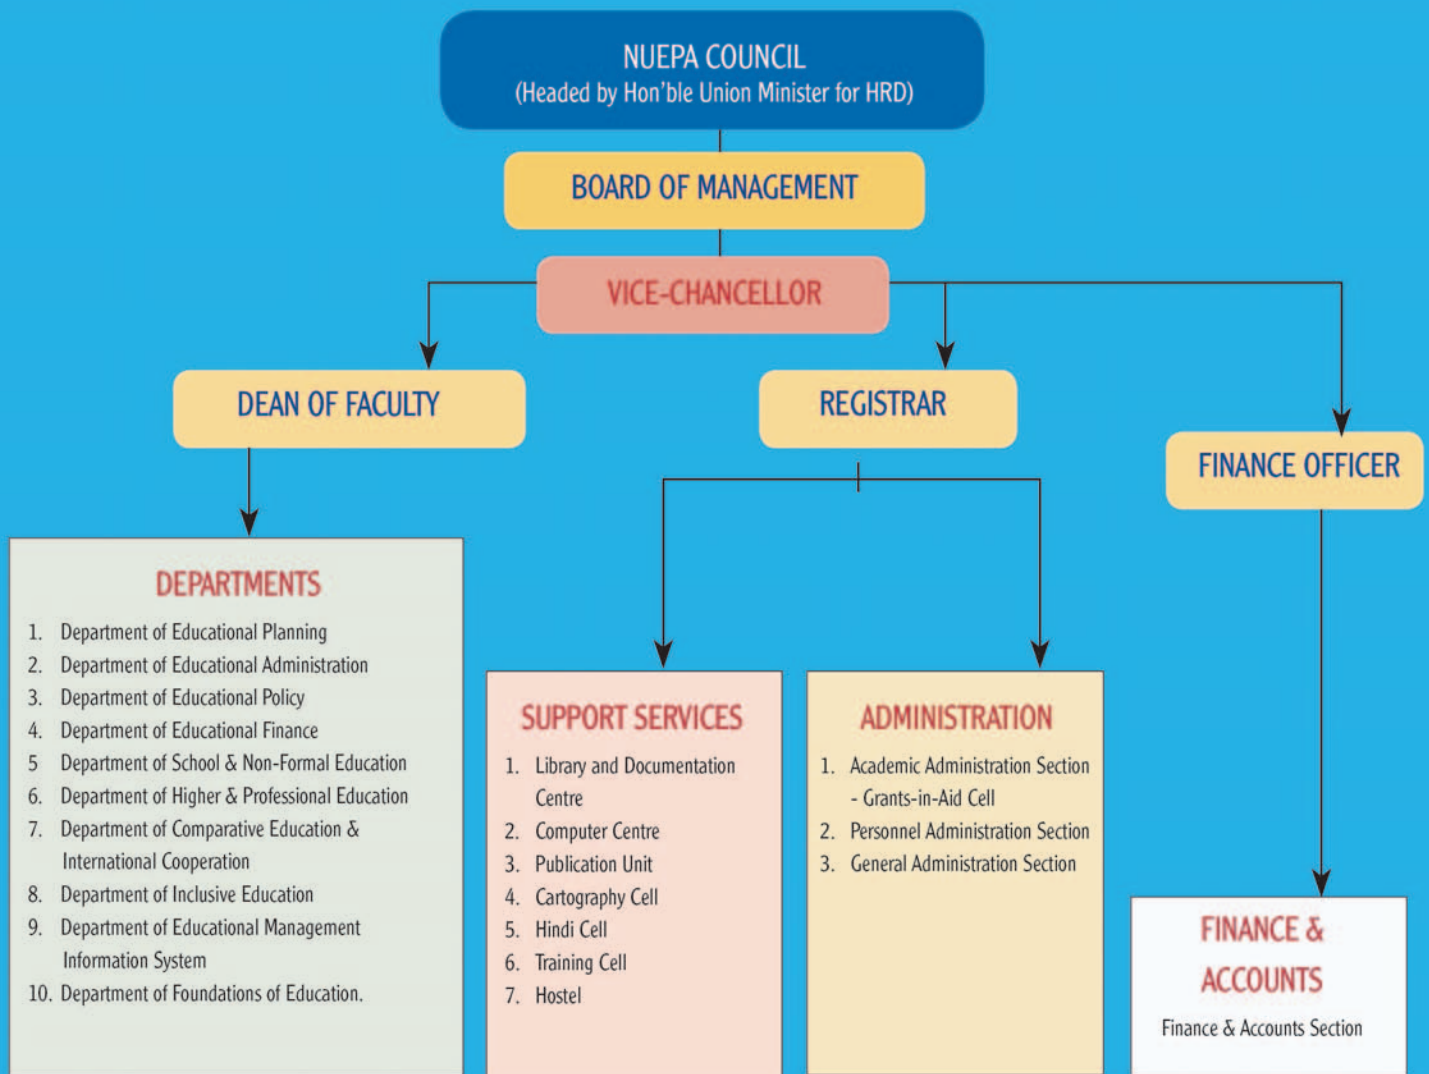 NUEPA COUNCIL
(Headed by Hon'ble Union Minister for HRD)
BOARD OF MANAGEMENT
VICE-CHANCELLOR
DEAN OF FACULTY
REGISTRAR
FINANCE OFFICER
DEPARTMENTS
1. Department of Educational Planning
2. Department of Educational Administration
3. Department of Educational Policy
4. Department of Educational Finance
5 Department of School & Non-Formal Education
6. Department of Higher & Professional Education
7. Department of Comparative Education &
International Cooperation
8. Department of Inclusive Education
9. Department of Educational Management
Information System
10. Department of Foundations of Education.
SUPPORT SERVICES
1. Library and Documentation
Centre
2. Computer Centre
3. Publication Unit
4. Cartography Cell
5. Hindi Cell
6. Training Cell
7. Hostel
ADMINISTRATION
1. Academic Administration Section
- Grants-in-Aid Cell
2. Personnel Administration Section
3. General Administration Section
FINANCE &
ACCOUNTS
Finance & Accounts Section